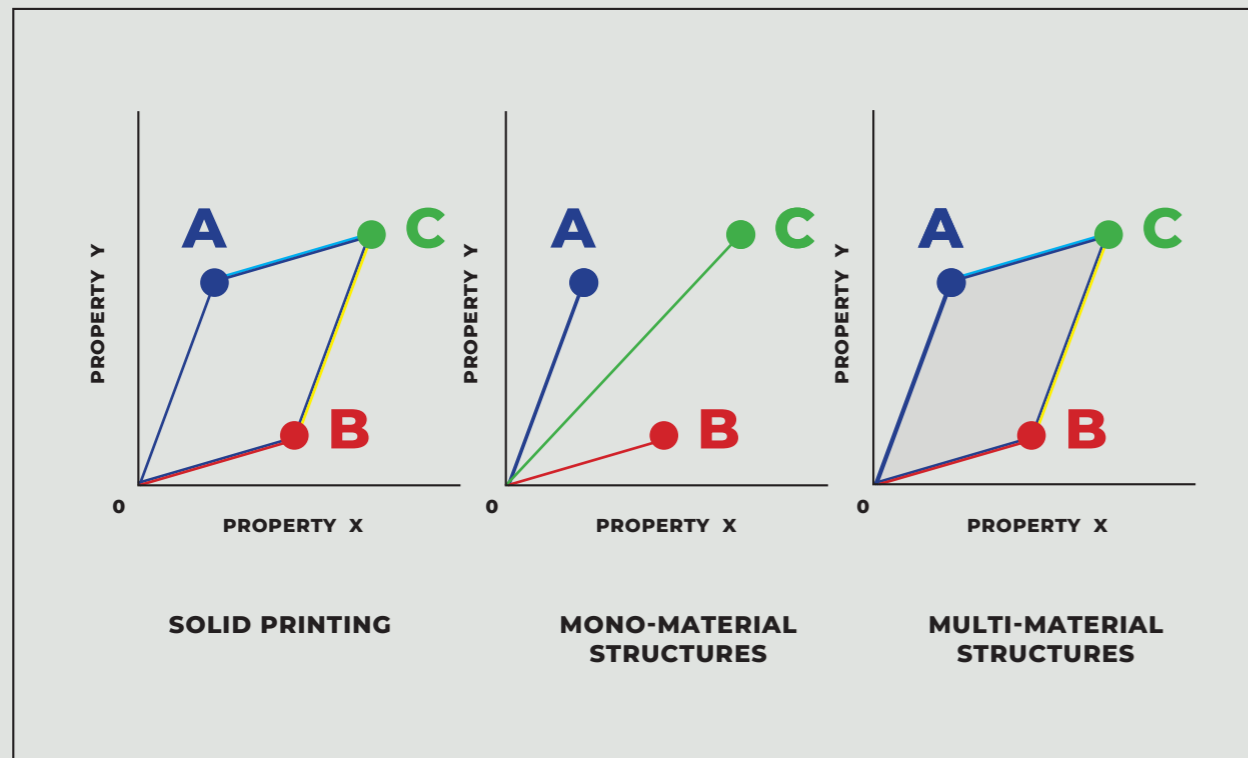 A
C
B
PROPERTY Y
0
PROPERTY X
SOLID PRINTING
A
C
B
PROPERTY Y
0
PROPERTY X
MONO-MATERIAL
STRUCTURES
A
C
B
PROPERTY Y
0
PROPERTY X
MULTI-MATERIAL
STRUCTURES